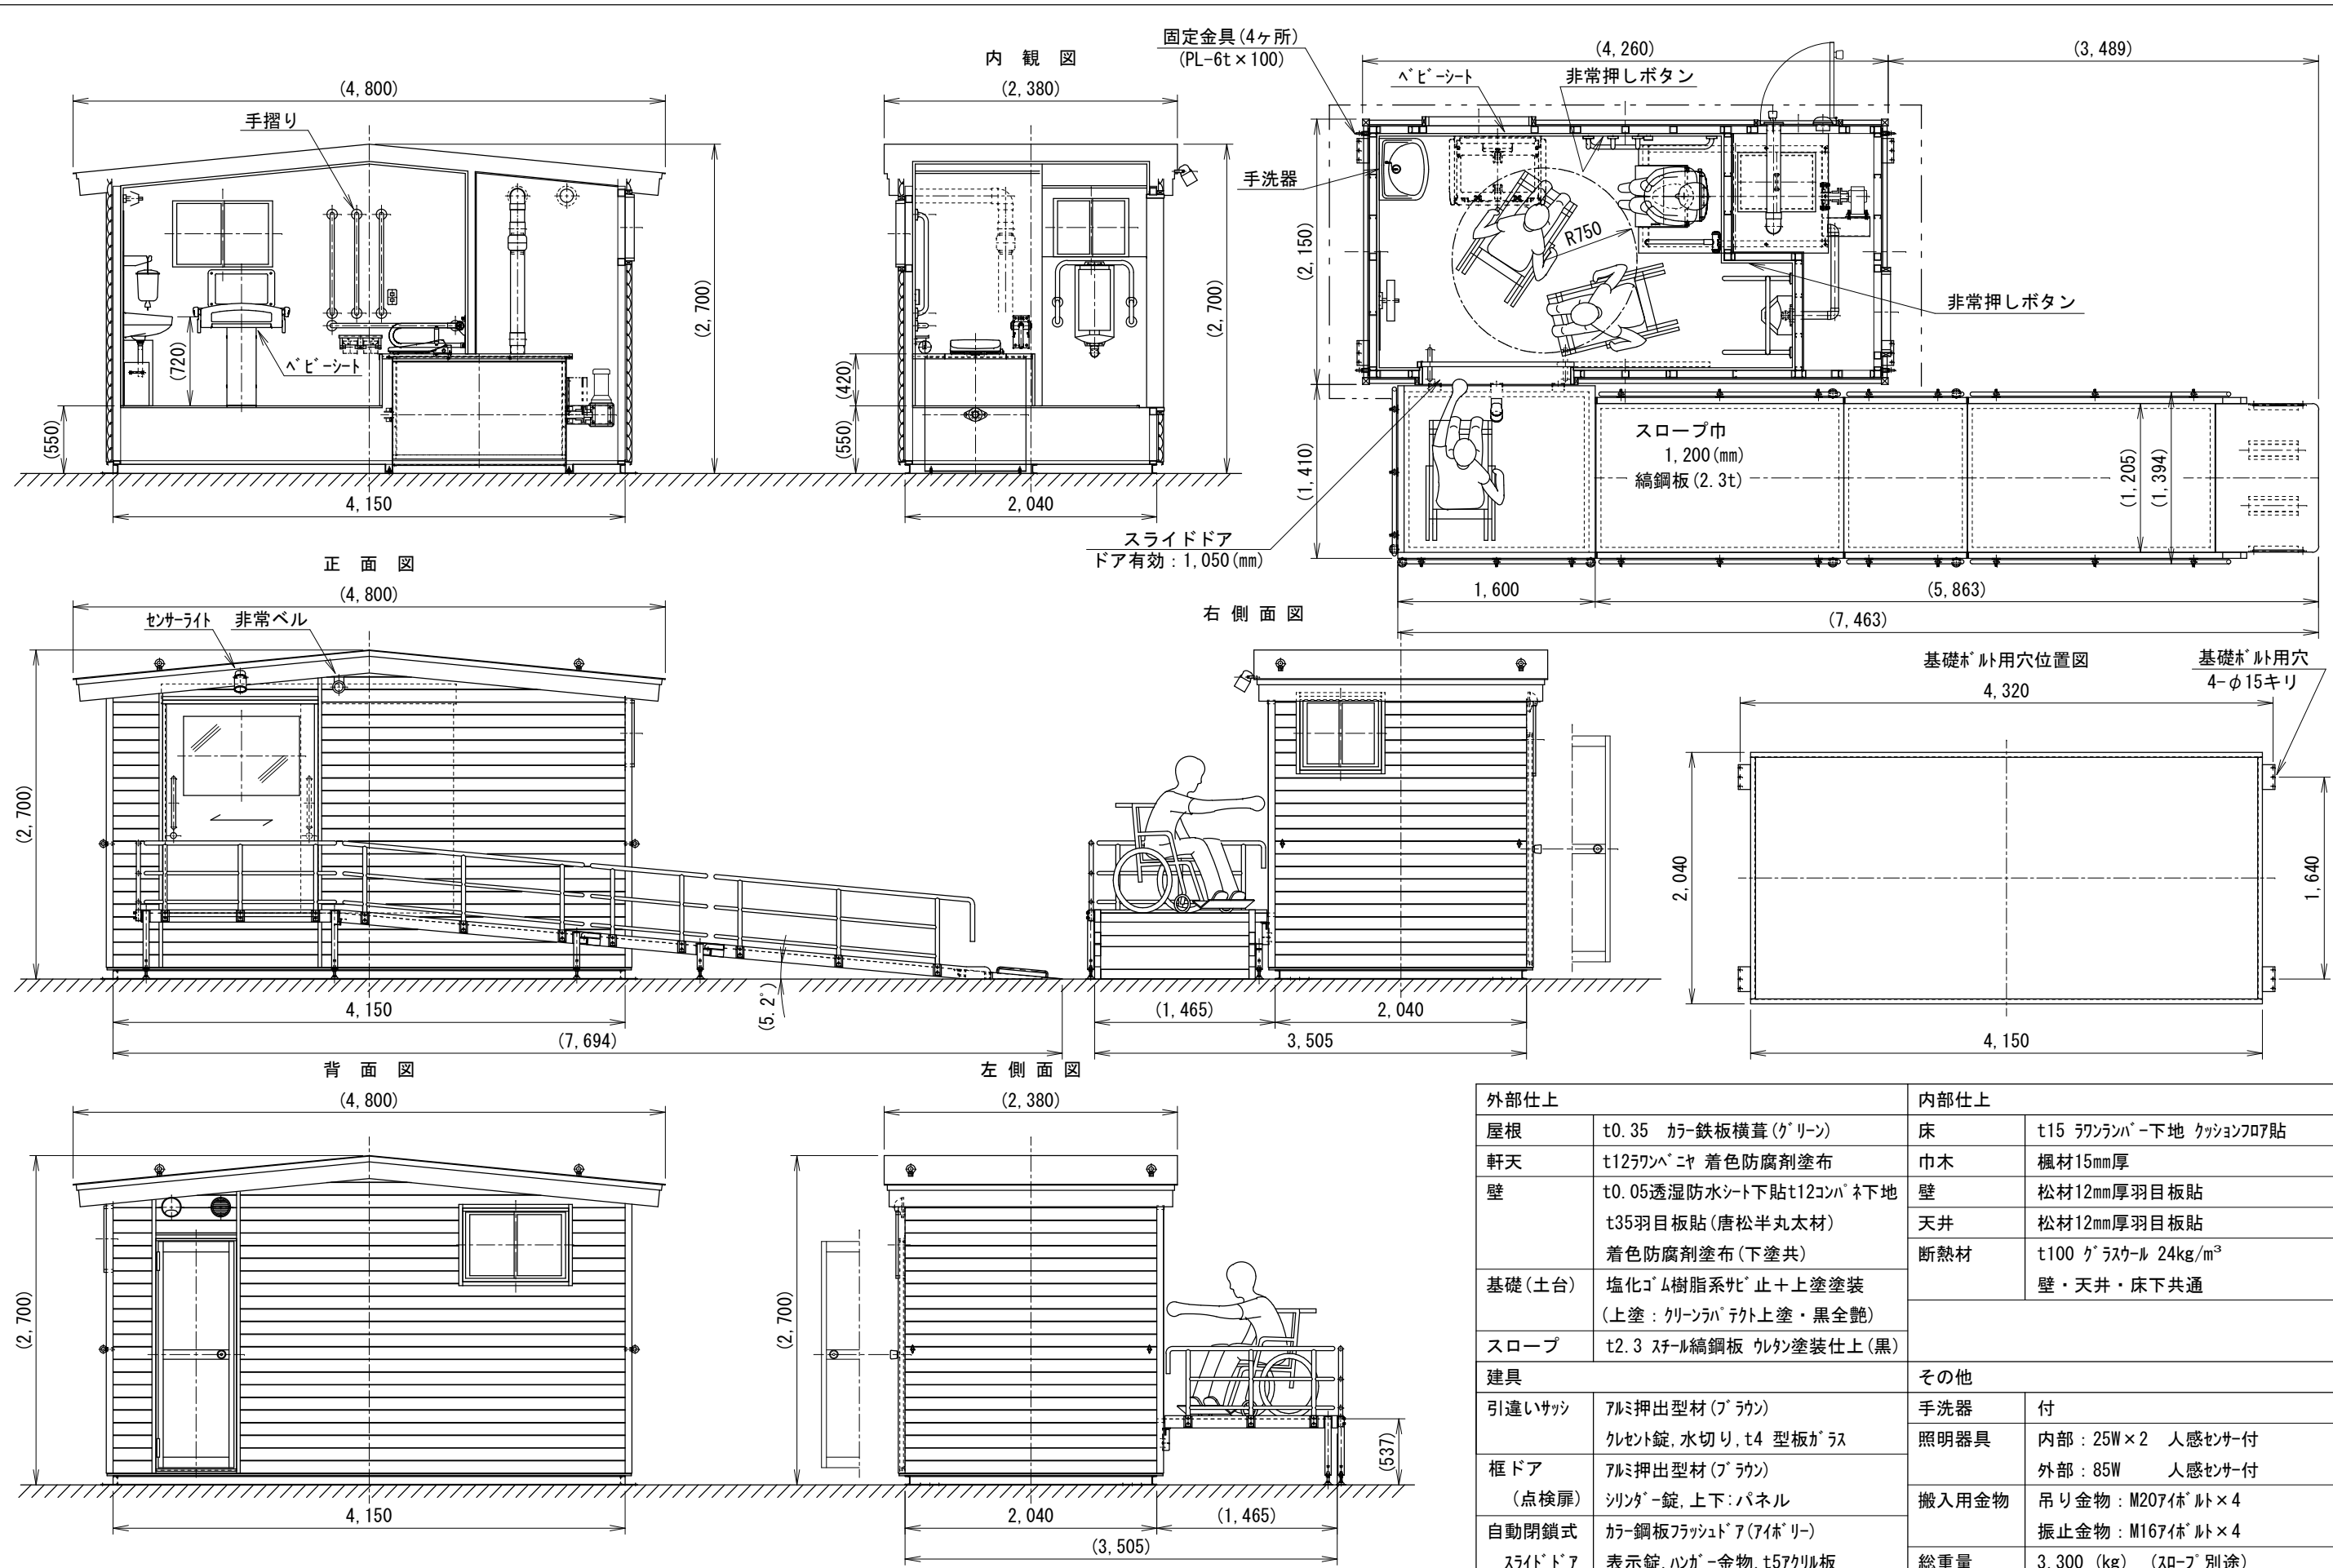 内 観 図
(4,800)
手摺り
(2,700)
(720)
ﾍﾞﾋﾞｰｼｰﾄ
(550)
4,150
(2,380)
(2,700)
(420)
(550)
2,040
固定金具(4ヶ所)
(PL-6t×100)
(4,260)
(3,489)
ﾍﾞﾋﾞｰｼｰﾄ
非常押しボタン
手洗器
R750
(2,150)
非常押しボタン
(1,410)
スロープ巾
1,200(mm)
縞鋼板(2.3t)
(1,205)
(1,394)
スライドドア
ドア有効:1,050(mm)
1,600
(5,863)
(7,463)
正 面 図
(4,800)
ｾﾝｻｰﾗｲﾄ
非常ベル
(2,700)
(5.2°)
4,150
(7,694)
右 側 面 図
(1,465)
2,040
3,505
基礎ﾎﾞﾙﾄ用穴位置図
基礎ﾎﾞﾙﾄ用穴
4-φ15キリ
4,320
2,040
1,640
4,150
背 面 図
(4,800)
(2,700)
4,150
左 側 面 図
(2,380)
(2,700)
(537)
2,040
(1,465)
(3,505)
外部仕上
屋根 t0.35 ｶﾗｰ鉄板横葺(ｸﾞﾘｰﾝ)
軒天 t12ﾗﾜﾝﾍﾞﾆﾔ 着色防腐剤塗布
壁 t0.05透湿防水ｼｰﾄ下貼t12ｺﾝﾊﾟﾈ下地
t35羽目板貼(唐松半丸太材)
着色防腐剤塗布(下塗共)
基礎(土台) 塩化ｺﾞﾑ樹脂系ｻﾋﾞ止+上塗塗装
(上塗:ｸﾘｰﾝﾗﾊﾞﾃｸﾄ上塗・黒全艶)
スロープ t2.3 ｽﾁｰﾙ縞鋼板 ｳﾚﾀﾝ塗装仕上(黒)
建具
引違いｻｯｼ ｱﾙﾐ押出型材(ﾌﾞﾗｳﾝ)
ｸﾚｾﾝﾄ錠,水切り,t4 型板ｶﾞﾗｽ
框ドア ｱﾙﾐ押出型材(ﾌﾞﾗｳﾝ)
(点検扉) ｼﾘﾝﾀﾞｰ錠,上下:パネル
自動閉鎖式 ｶﾗｰ鋼板ﾌﾗｯｼｭﾄﾞｱ(ｱｲﾎﾞﾘｰ)
ｽﾗｲﾄﾞﾄﾞｱ 表示錠,ﾊﾝｶﾞｰ金物,t5ｱｸﾘﾙ板
内部仕上
床 t15 ﾗﾜﾝﾗﾝﾊﾞｰ下地 ｸｯｼｮﾝﾌﾛｱ貼
巾木 楓材15mm厚
壁 松材12mm厚羽目板貼
天井 松材12mm厚羽目板貼
断熱材 t100 ｸﾞﾗｽｳｰﾙ 24kg/m³
壁・天井・床下共通
その他
手洗器 付
照明器具 内部:25W×2 人感ｾﾝｻｰ付
外部:85W 人感ｾﾝｻｰ付
搬入用金物 吊り金物:M20ｱｲﾎﾞﾙﾄ×4
振止金物:M16ｱｲﾎﾞﾙﾄ×4
総重量 3,300 (kg) (ｽﾛｰﾌﾟ別途)